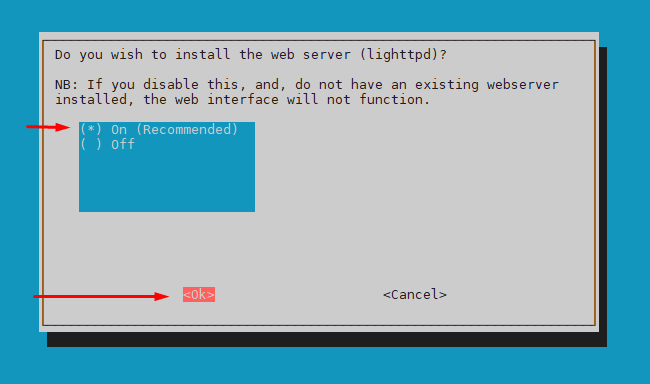 Do you wish to install the web server (lighttpd)?
NB: If you disable this, and, do not have an existing webserver
installed, the web interface will not function.
(*) On (Recommended)
( ) Off
<Ok> <Cancel>